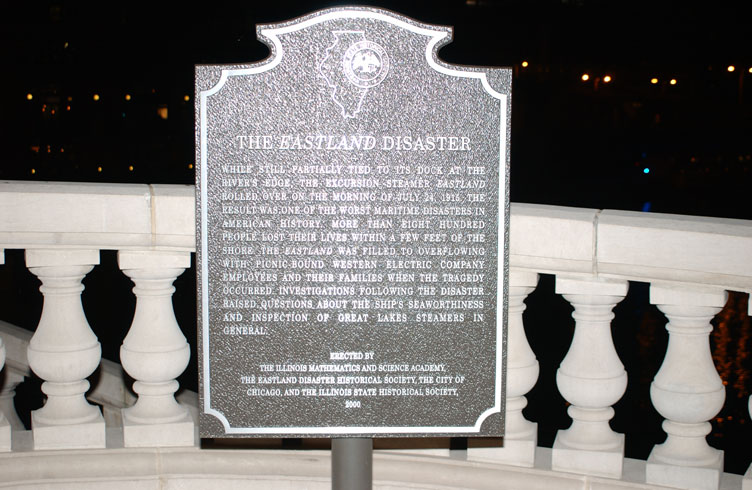 THE EASTLAND DISASTER
WHILE STILL PARTIALLY TIED TO ITS DOCK AT THE
RIVER'S EDGE, THE EXCURSION STEAMER EASTLAND
ROLLED OVER ON THE MORNING OF JULY 24, 1915. THE
RESULT WAS ONE OF THE WORST MARITIME DISASTERS IN
AMERICAN HISTORY. MORE THAN EIGHT HUNDRED
PEOPLE LOST THEIR LIVES WITHIN A FEW FEET OF THE
SHORE. THE EASTLAND WAS FILLED TO OVERFLOWING
WITH PICNIC-BOUND WESTERN ELECTRIC COMPANY
EMPLOYEES AND THEIR FAMILIES WHEN THE TRAGEDY
OCCURRED. INVESTIGATIONS FOLLOWING THE DISASTER
RAISED QUESTIONS ABOUT THE SHIP'S SEAWORTHINESS
AND INSPECTION OF GREAT LAKES STEAMERS IN
GENERAL.
ERECTED BY
THE ILLINOIS MATHEMATICS AND SCIENCE ACADEMY,
THE EASTLAND DISASTER HISTORICAL SOCIETY, THE CITY OF
CHICAGO, AND THE ILLINOIS STATE HISTORICAL SOCIETY,
2000